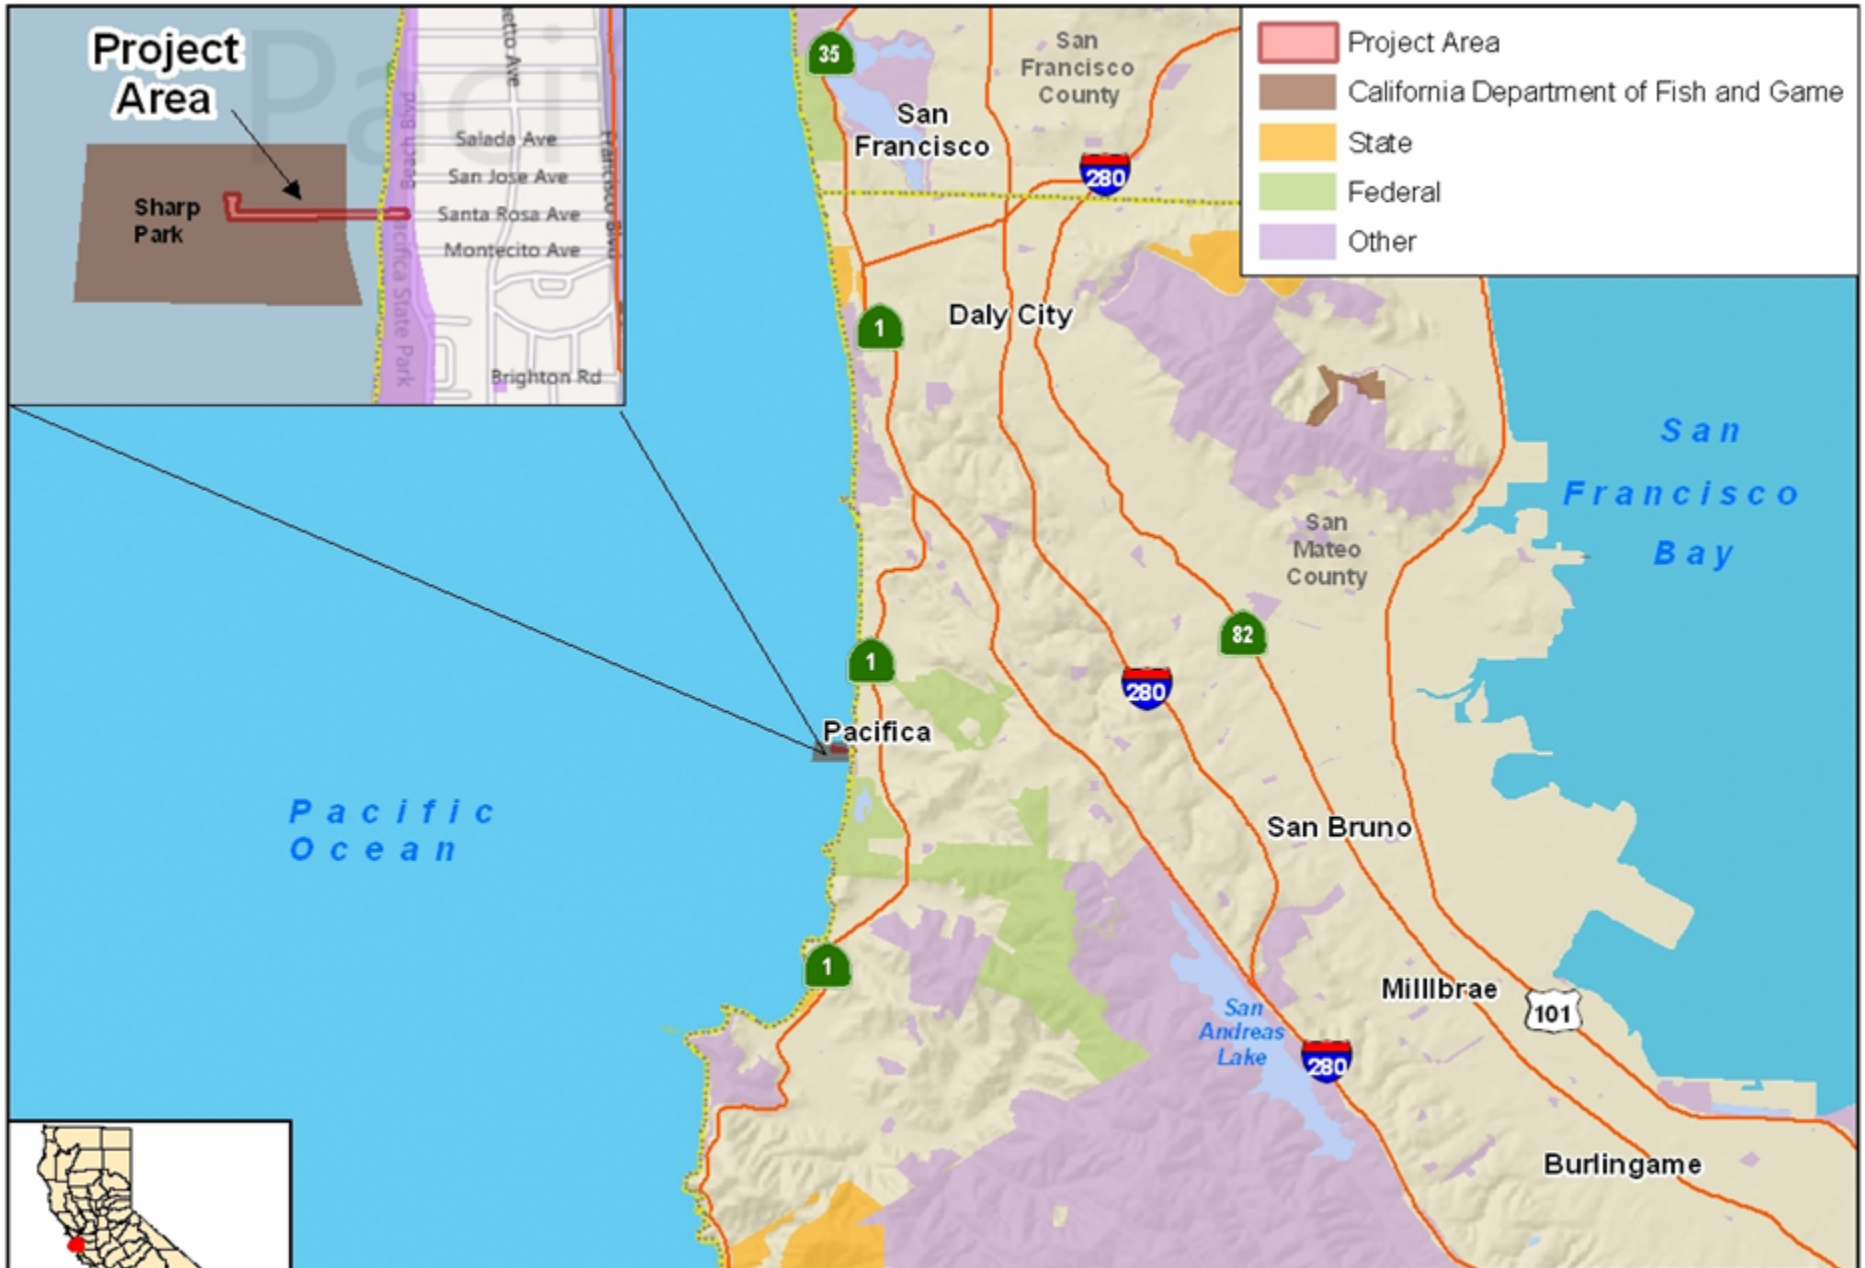 Project
Area
Sharp
Park
Salada Ave
San Jose Ave
Santa Rosa Ave
Montecito Ave
Brighton Rd
Francisco Blvd
Beach Blvd
Pacifica State Park
Project Area
California Department of Fish and Game
State
Federal
Other
35
San
Francisco
County
San
Francisco
280
Daly City
1
San
Francisco
Bay
San
Mateo
County
82
1
280
Pacifica
Pacific
Ocean
San Bruno
1
Milllbrae
101
San
Andreas
Lake
280
Burlingame